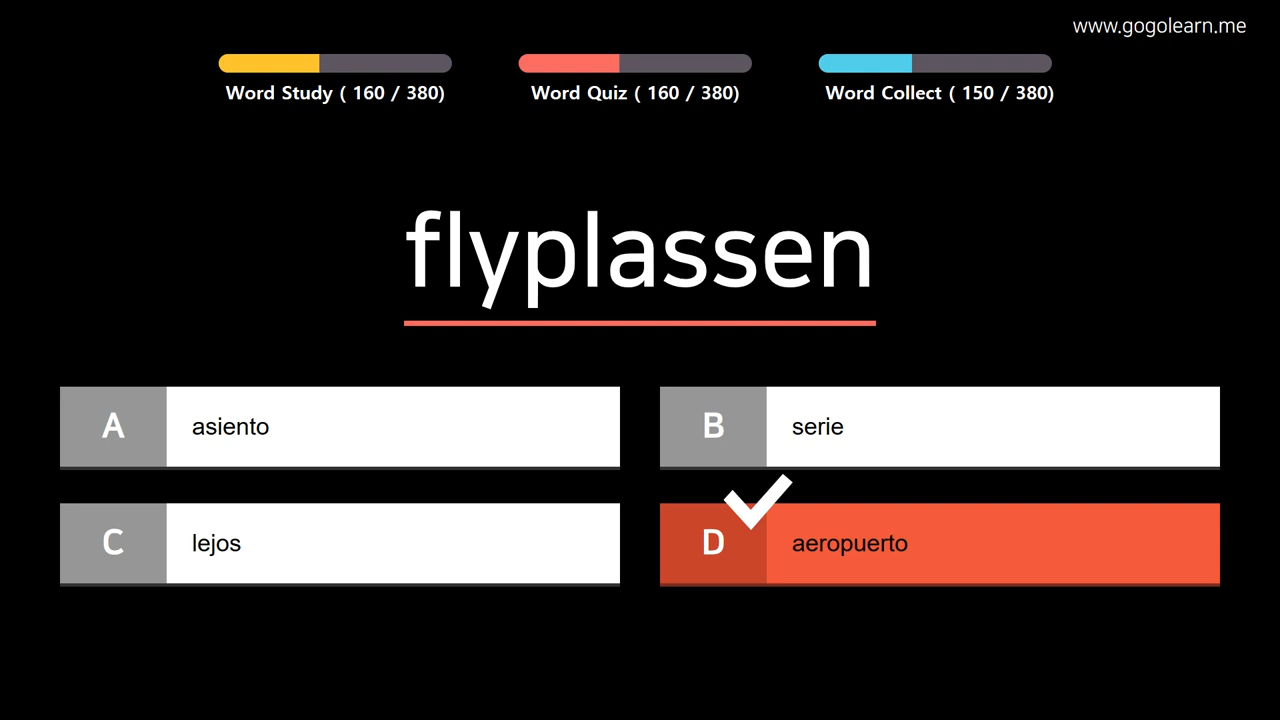 www.gogolearn.me
Word Study ( 160 / 380)
Word Quiz ( 160 / 380)
Word Collect ( 150 / 380)
flyplassen
A
asiento
B
serie
C
lejos
D
aeropuerto